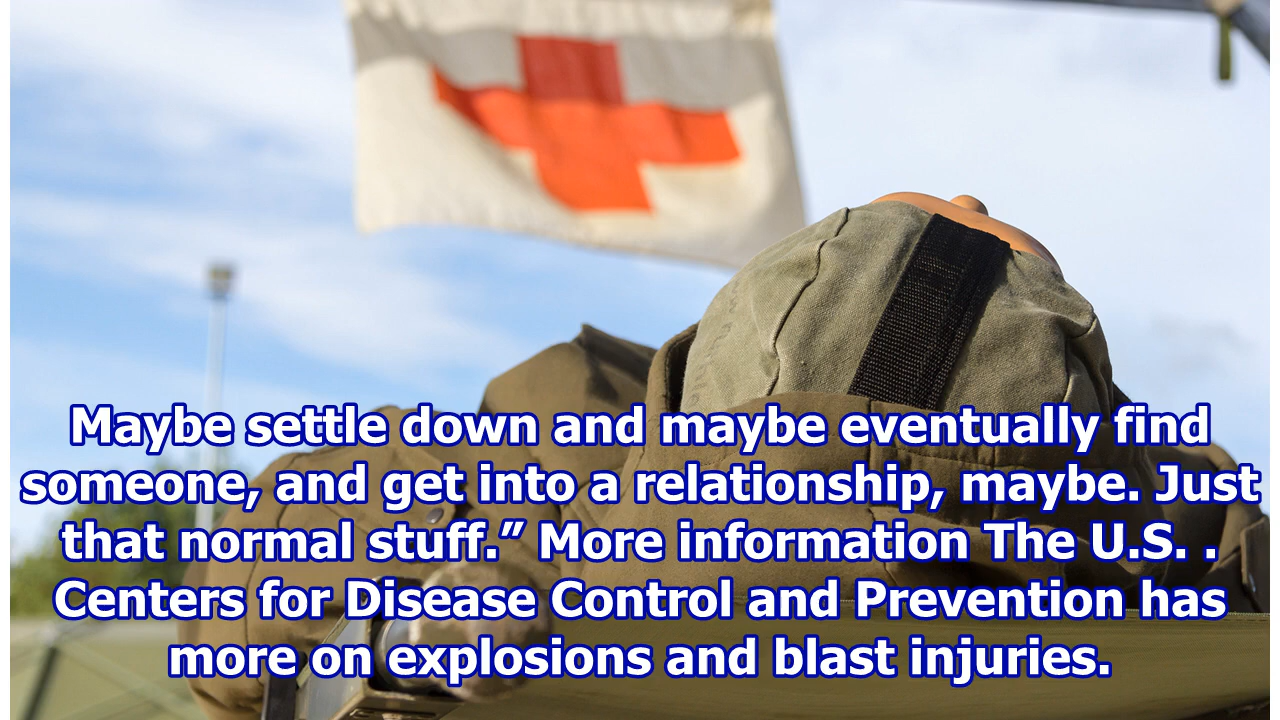 Maybe settle down and maybe eventually find
someone, and get into a relationship, maybe. Just
that normal stuff.” More information The U.S. .
Centers for Disease Control and Prevention has
more on explosions and blast injuries.